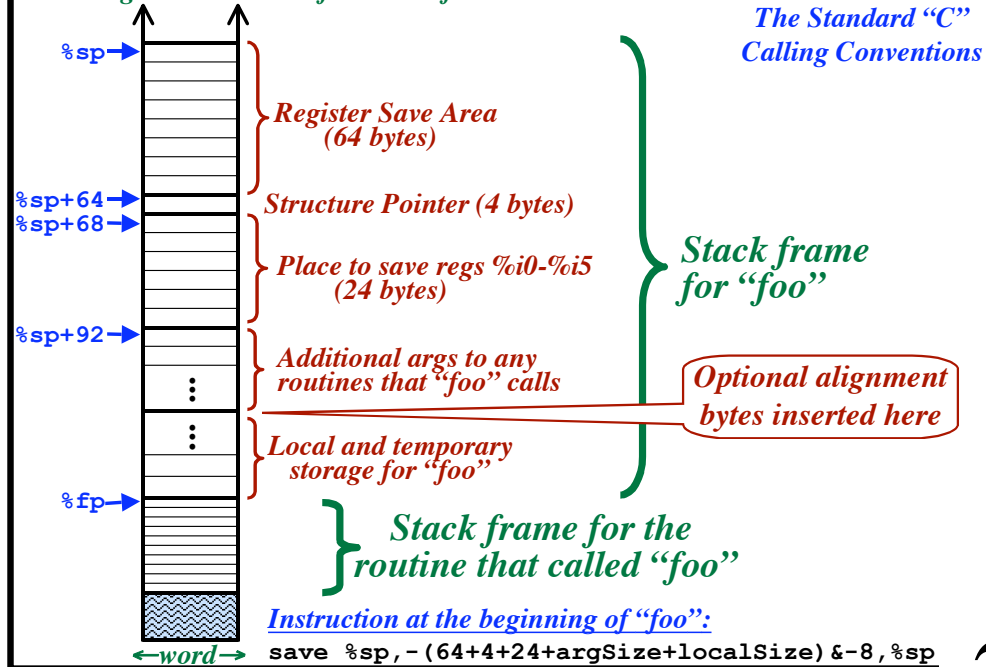 The Standard “C”
Calling Conventions
%sp
Register Save Area
(64 bytes)
%sp+64
Structure Pointer (4 bytes)
%sp+68
Place to save regs %i0-%i5
(24 bytes)
Stack frame
for “foo”
%sp+92
Additional args to any
routines that “foo” calls
Optional alignment
bytes inserted here
Local and temporary
storage for “foo”
%fp
Stack frame for the
routine that called “foo”
Instruction at the beginning of “foo”:
word
save %sp,-(64+4+24+argSize+localSize)&-8,%sp